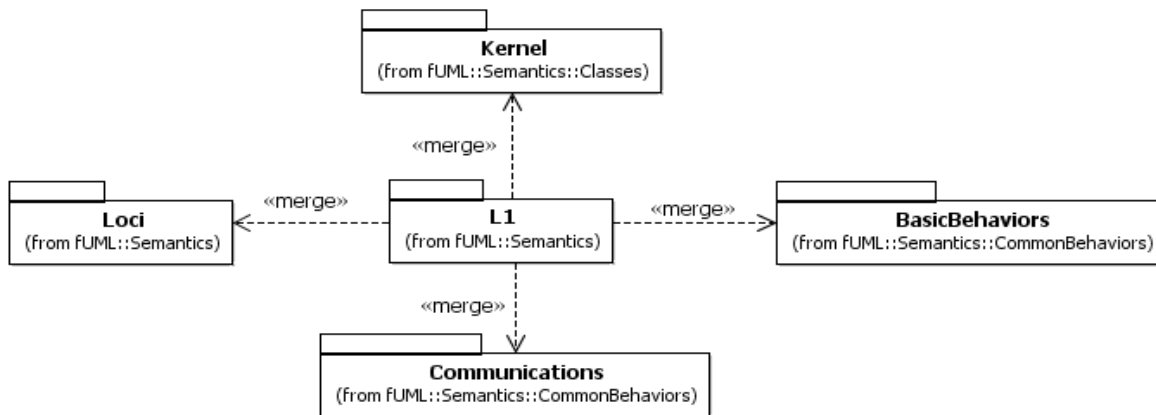 Kernel
(from fUML::Semantics::Classes)
«merge»
«merge»
«merge»
Loci
(from fUML::Semantics)
L1
(from fUML::Semantics)
BasicBehaviors
(from fUML::Semantics::CommonBehaviors)
«merge»
Communications
(from fUML::Semantics::CommonBehaviors)